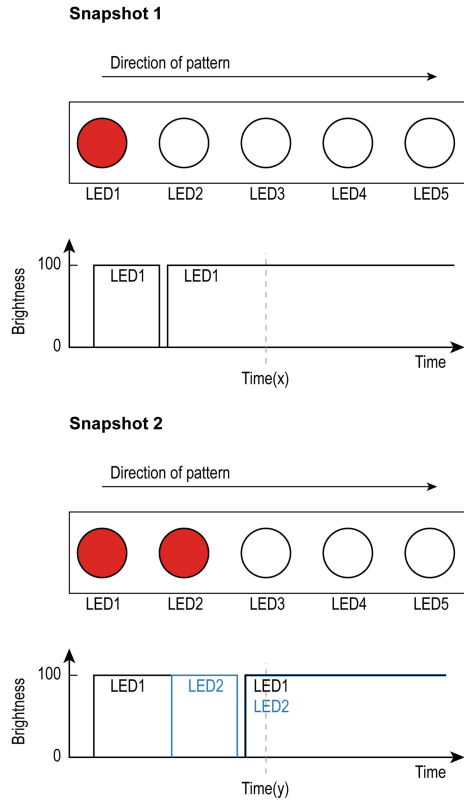 Snapshot 1
Direction of pattern
LED1 LED2 LED3 LED4 LED5
Brightness
100
LED1 LED1
0
Time
Time(x)
Snapshot 2
Direction of pattern
LED1 LED2 LED3 LED4 LED5
Brightness
100
LED1 LED2 LED1
LED2
0
Time
Time(y)